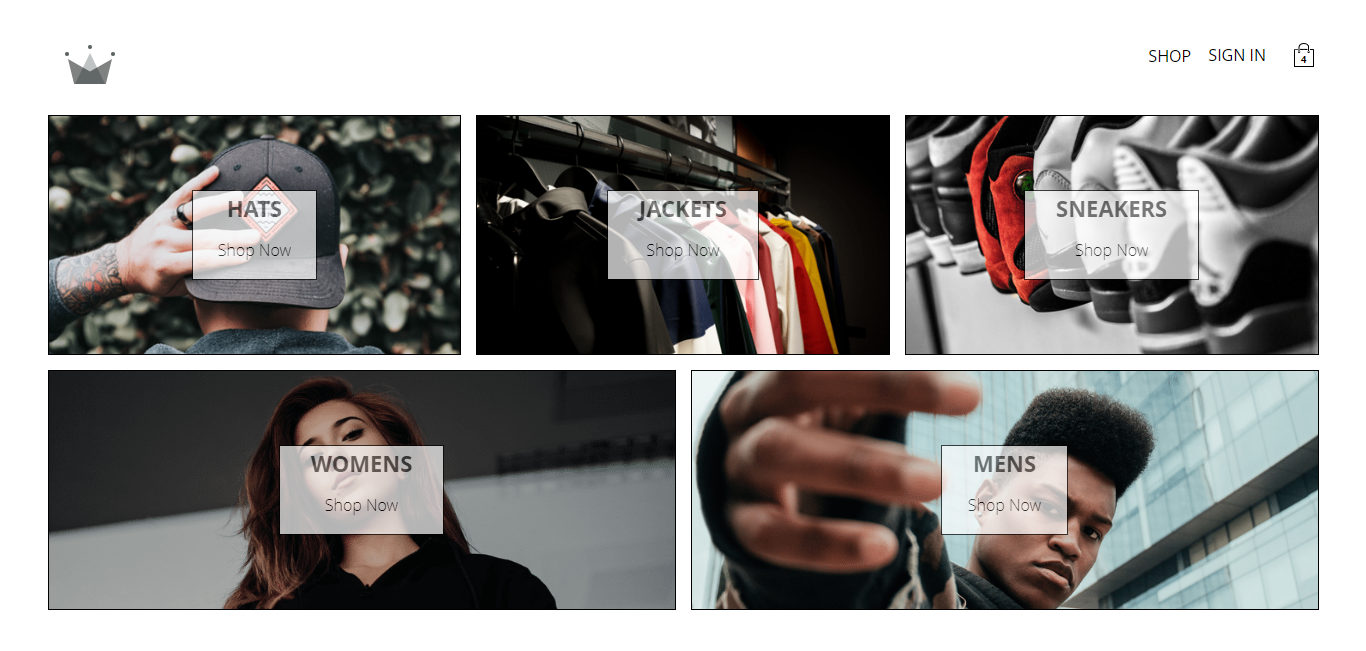 SHOP SIGN IN 4
HATS
Shop Now
JACKETS
Shop Now
SNEAKERS
Shop Now
WOMENS
Shop Now
MENS
Shop Now